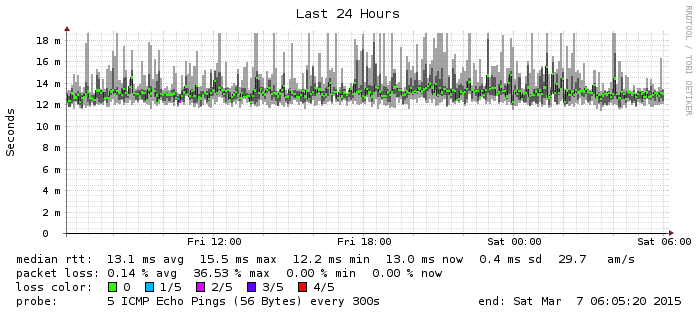 Last 24 Hours
RRDTOOL / TOBI OETIKER
Seconds
18 m
16 m
14 m
12 m
10 m
8 m
6 m
4 m
2 m
0
Fri 12:00 Fri 18:00 Sat 00:00 Sat 06:00
median rtt: 13.1 ms avg 15.5 ms max 12.2 ms min 13.0 ms now 0.4 ms sd 29.7 am/s
packet loss: 0.14 % avg 36.53 % max 0.00 % min 0.00 % now
loss color: 0 1/5 2/5 3/5 4/5
probe: 5 ICMP Echo Pings (56 Bytes) every 300s end: Sat Mar 7 06:05:20 2015